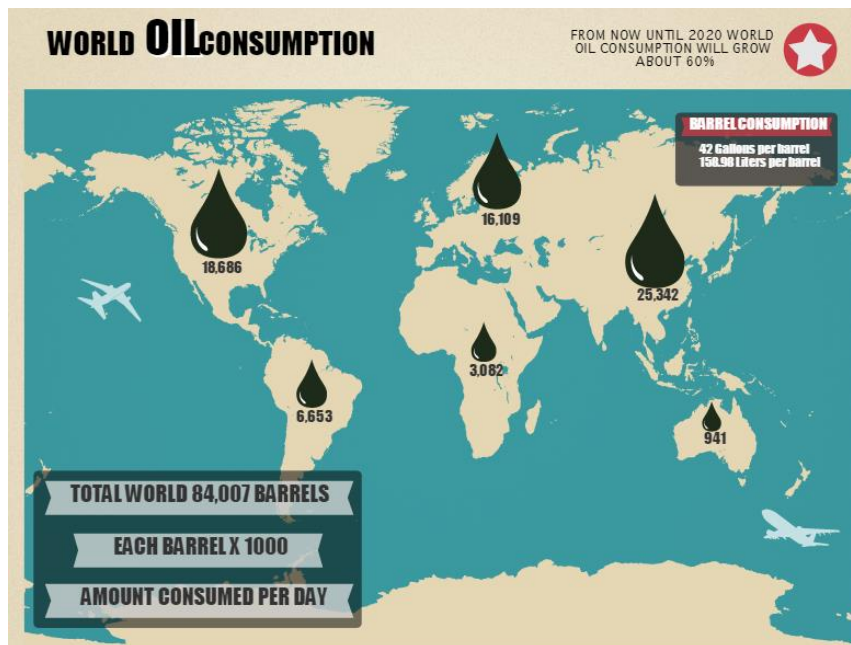 WORLD OIL CONSUMPTION
FROM NOW UNTIL 2020 WORLD
OIL CONSUMPTION WILL GROW
ABOUT 60%
BARREL CONSUMPTION
42 Gallons per barrel
158.98 Liters per barrel
16,109
18,686
25,342
3,082
6,653
941
TOTAL WORLD 84,007 BARRELS
EACH BARREL X 1000
AMOUNT CONSUMED PER DAY